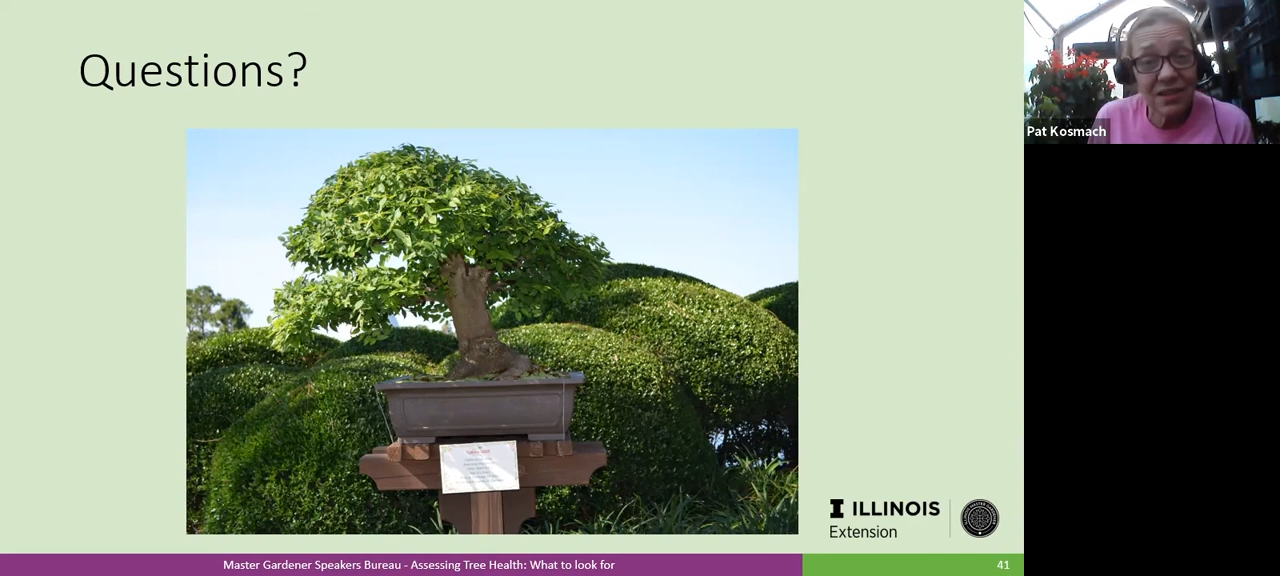 Questions?
Pat Kosmach
ILLINOIS
Extension
Master Gardener Speakers Bureau - Assessing Tree Health: What to look for
41